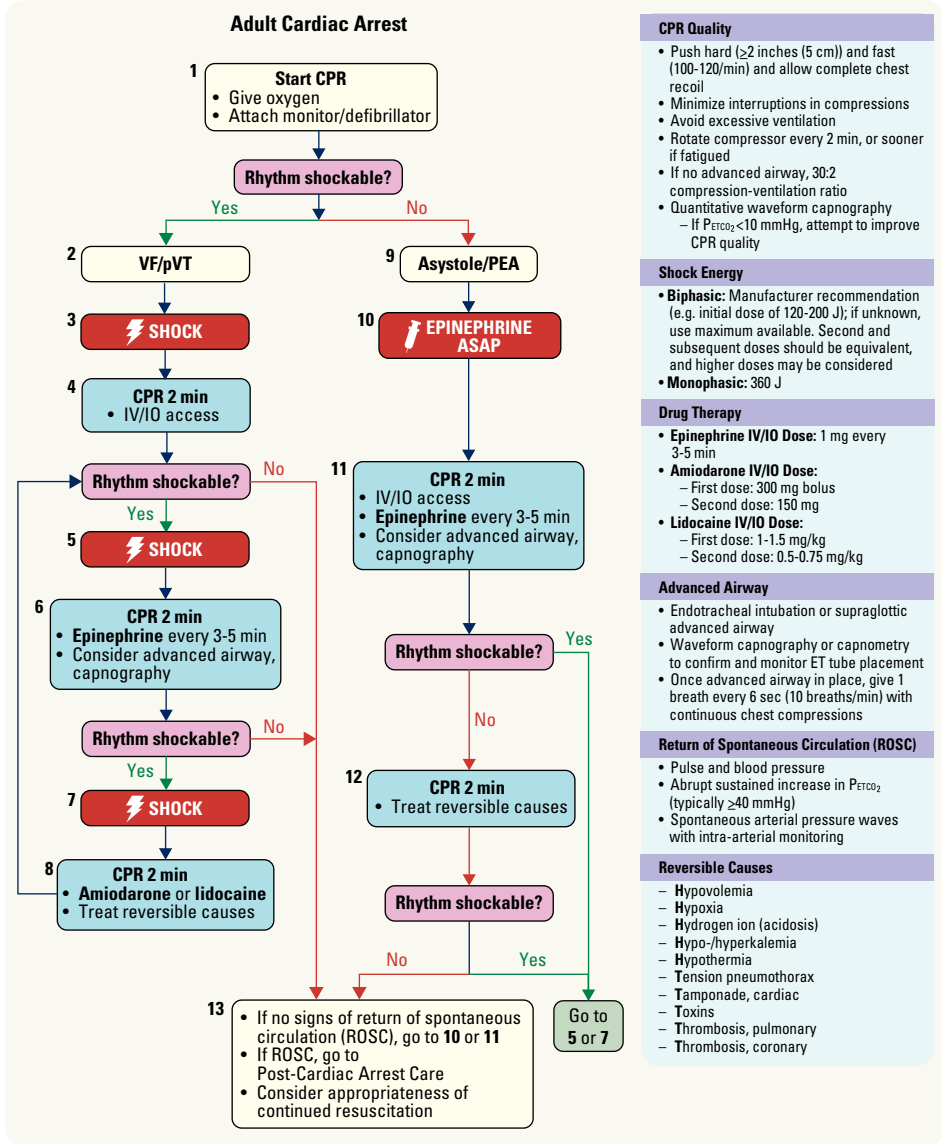 Adult Cardiac Arrest
1
Start CPR
• Give oxygen
• Attach monitor/defibrillator
Rhythm shockable?
Yes
No
2
VF/pVT
3
SHOCK
4
CPR 2 min
• IV/IO access
Rhythm shockable?
No
Yes
5
SHOCK
6
CPR 2 min
• Epinephrine every 3-5 min
• Consider advanced airway,
capnography
Rhythm shockable?
No
Yes
7
SHOCK
8
CPR 2 min
• Amiodarone or lidocaine
• Treat reversible causes
9
Asystole/PEA
10
EPINEPHRINE
ASAP
11
CPR 2 min
• IV/IO access
• Epinephrine every 3-5 min
• Consider advanced airway,
capnography
Rhythm shockable?
Yes
No
12
CPR 2 min
• Treat reversible causes
Rhythm shockable?
No
Yes
13
• If no signs of return of spontaneous
circulation (ROSC), go to 10 or 11
• If ROSC, go to
Post-Cardiac Arrest Care
• Consider appropriateness of
continued resuscitation
Go to
5 or 7
CPR Quality
• Push hard (≥2 inches (5 cm)) and fast
(100-120/min) and allow complete chest
recoil
• Minimize interruptions in compressions
• Avoid excessive ventilation
• Rotate compressor every 2 min, or sooner
if fatigued
• If no advanced airway, 30:2
compression-ventilation ratio
• Quantitative waveform capnography
– If PETCO2<10 mmHg, attempt to improve
CPR quality
Shock Energy
• Biphasic: Manufacturer recommendation
(e.g. initial dose of 120-200 J); if unknown,
use maximum available. Second and
subsequent doses should be equivalent,
and higher doses may be considered
• Monophasic: 360 J
Drug Therapy
• Epinephrine IV/IO Dose: 1 mg every
3-5 min
• Amiodarone IV/IO Dose:
– First dose: 300 mg bolus
– Second dose: 150 mg
• Lidocaine IV/IO Dose:
– First dose: 1-1.5 mg/kg
– Second dose: 0.5-0.75 mg/kg
Advanced Airway
• Endotracheal intubation or supraglottic
advanced airway
• Waveform capnography or capnometry
to confirm and monitor ET tube placement
• Once advanced airway in place, give 1
breath every 6 sec (10 breaths/min) with
continuous chest compressions
Return of Spontaneous Circulation (ROSC)
• Pulse and blood pressure
• Abrupt sustained increase in PETCO2
(typically ≥40 mmHg)
• Spontaneous arterial pressure waves
with intra-arterial monitoring
Reversible Causes
– Hypovolemia
– Hypoxia
– Hydrogen ion (acidosis)
– Hypo-/hyperkalemia
– Hypothermia
– Tension pneumothorax
– Tamponade, cardiac
– Toxins
– Thrombosis, pulmonary
– Thrombosis, coronary